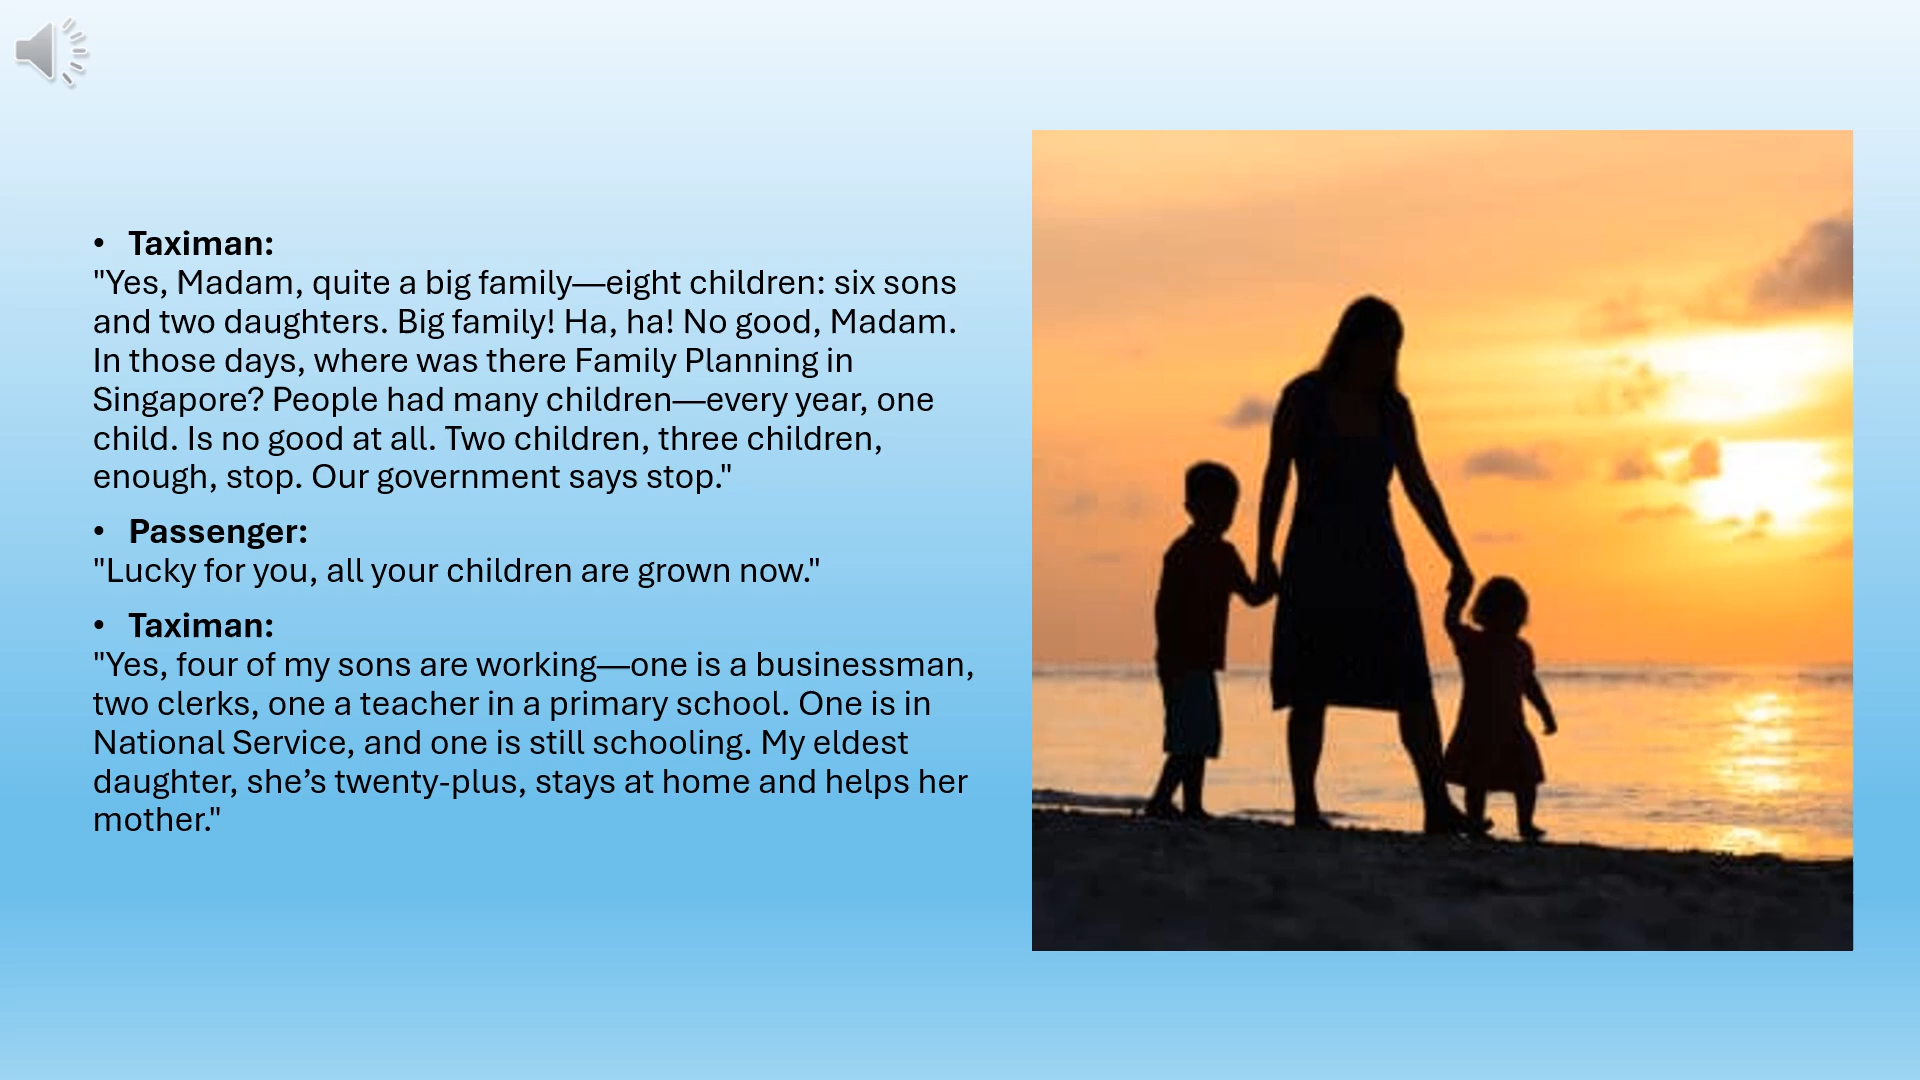 • Taximan:
"Yes, Madam, quite a big family—eight children: six sons
and two daughters. Big family! Ha, ha! No good, Madam.
In those days, where was there Family Planning in
Singapore? People had many children—every year, one
child. Is no good at all. Two children, three children,
enough, stop. Our government says stop."
• Passenger:
"Lucky for you, all your children are grown now."
• Taximan:
"Yes, four of my sons are working—one is a businessman,
two clerks, one a teacher in a primary school. One is in
National Service, and one is still schooling. My eldest
daughter, she’s twenty-plus, stays at home and helps her
mother."